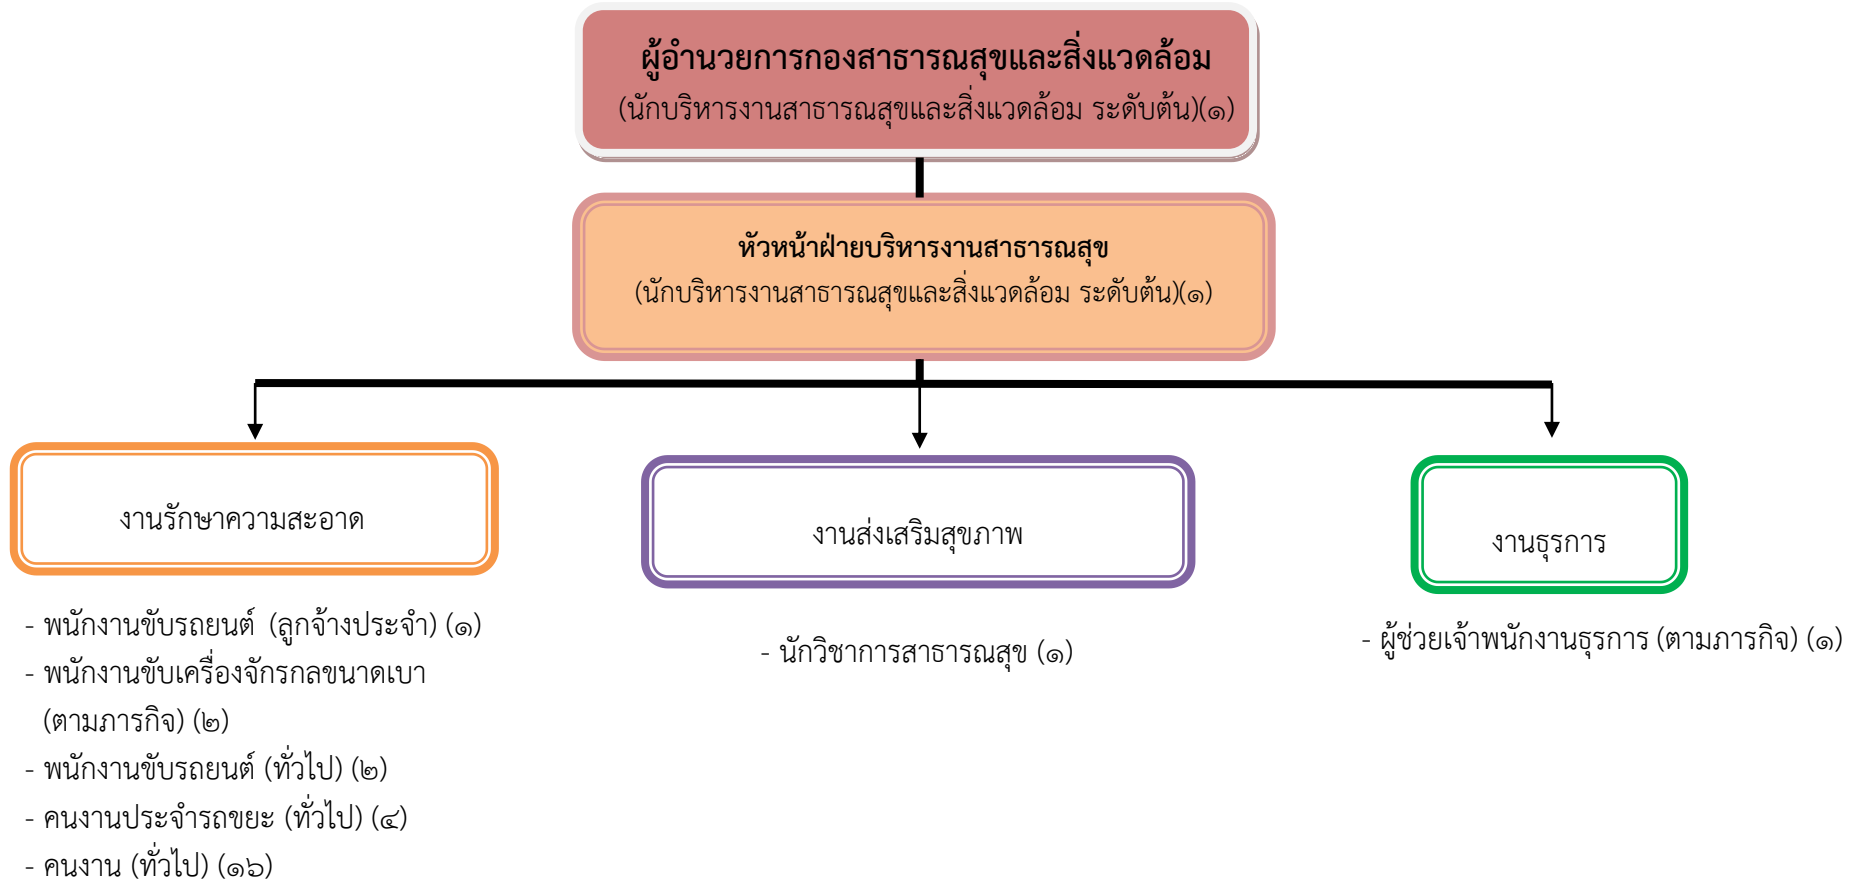 ผู้อำนวยการกองสาธารณสุขและสิ่งแวดล้อม
(นักบริหารงานสาธารณสุขและสิ่งแวดล้อม ระดับต้น)(๑)
หัวหน้าฝ่ายบริหารงานสาธารณสุข
(นักบริหารงานสาธารณสุขและสิ่งแวดล้อม ระดับต้น)(๑)
งานรักษาความสะอาด
- พนักงานขับรถยนต์ (ลูกจ้างประจำ) (๑)
- พนักงานขับเครื่องจักรกลขนาดเบา
(ตามภารกิจ) (๒)
- พนักงานขับรถยนต์ (ทั่วไป) (๒)
- คนงานประจำรถขยะ (ทั่วไป) (๔)
- คนงาน (ทั่วไป) (๑๖)
งานส่งเสริมสุขภาพ
- นักวิชาการสาธารณสุข (๑)
งานธุรการ
- ผู้ช่วยเจ้าพนักงานธุรการ (ตามภารกิจ) (๑)